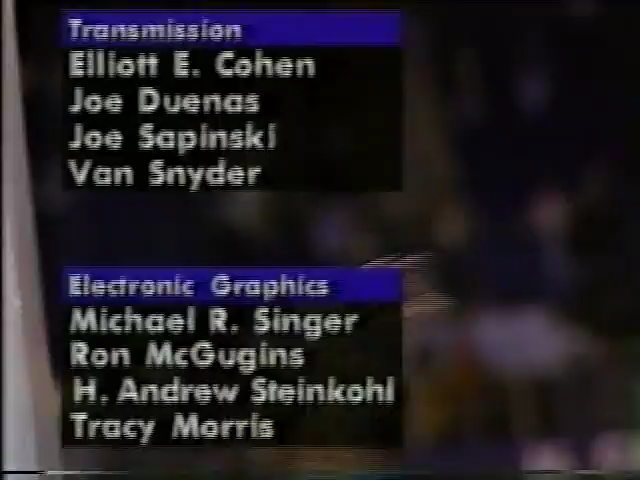 Transmission
Elliott E. Cohen
Joe Duenas
Joe Sapinski
Van Snyder
Electronic Graphics
Michael R. Singer
Ron McGugins
H. Andrew Steinkohl
Tracy Morris